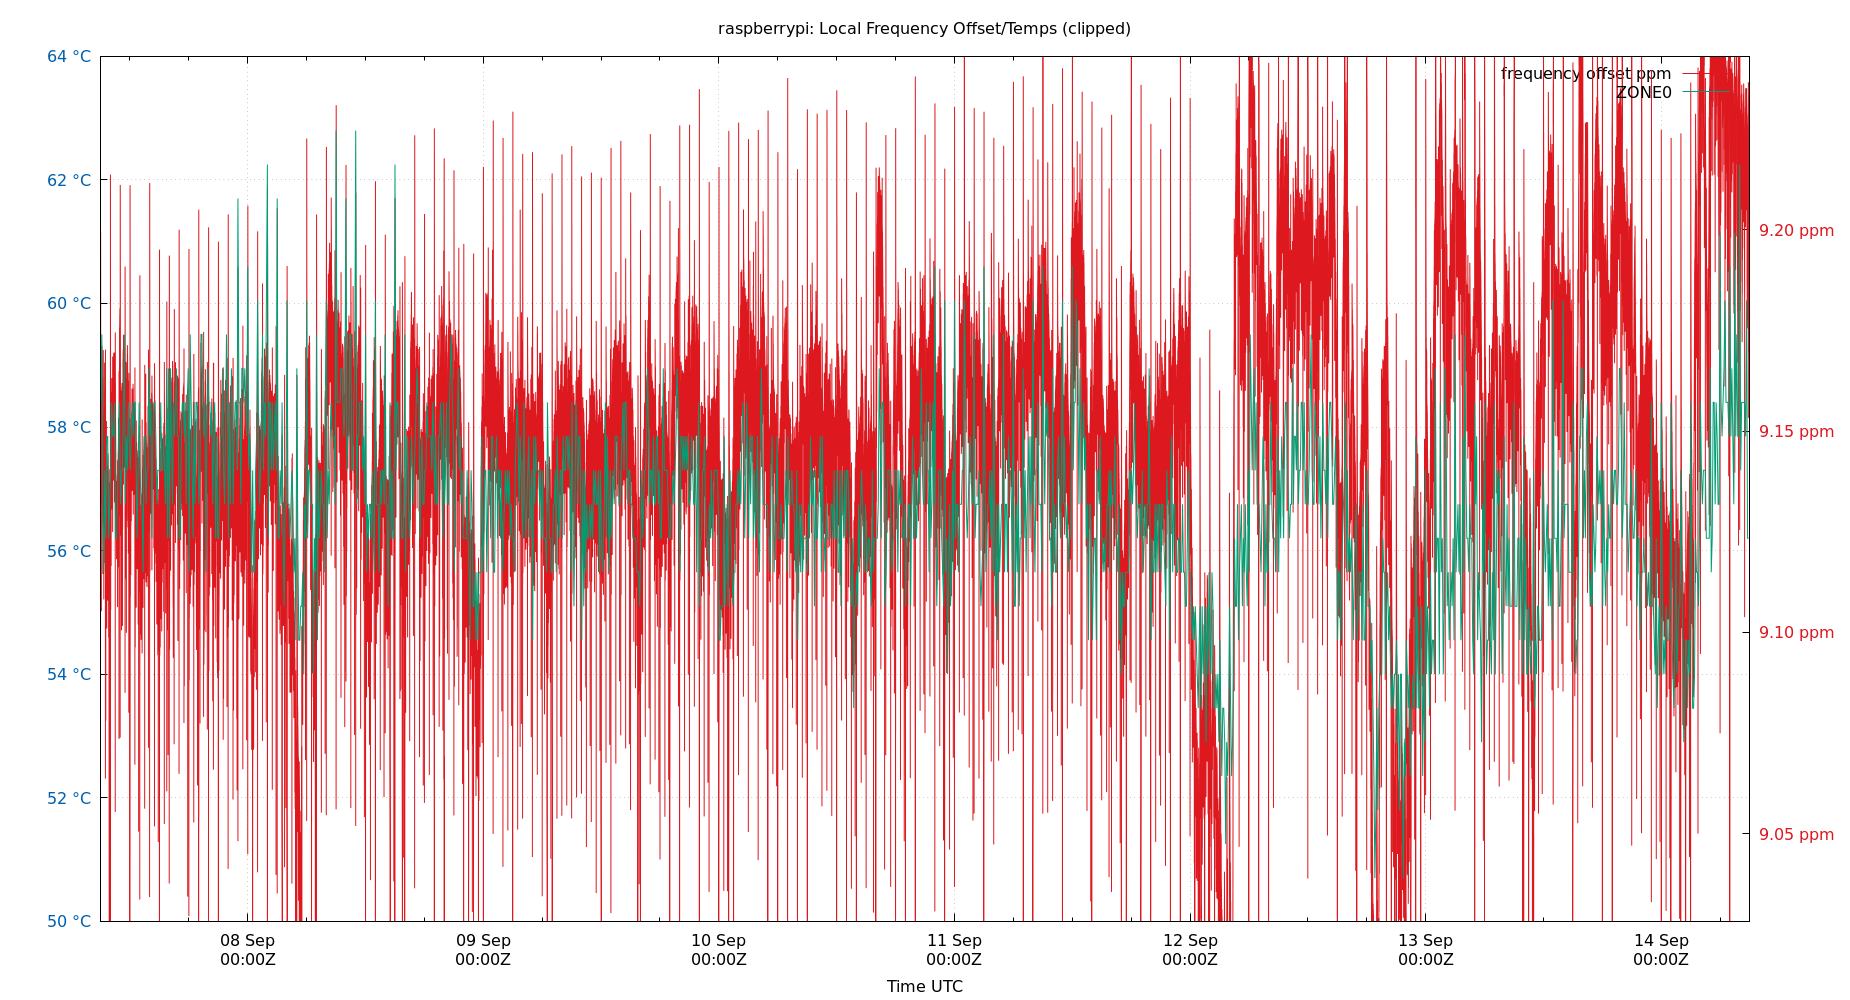 raspberrypi: Local Frequency Offset/Temps (clipped)
64 °C
62 °C
60 °C
58 °C
56 °C
54 °C
52 °C
50 °C
frequency offset ppm
ZONE0
9.20 ppm
9.15 ppm
9.10 ppm
9.05 ppm
08 Sep
00:00Z
09 Sep
00:00Z
10 Sep
00:00Z
11 Sep
00:00Z
12 Sep
00:00Z
13 Sep
00:00Z
14 Sep
00:00Z
Time UTC